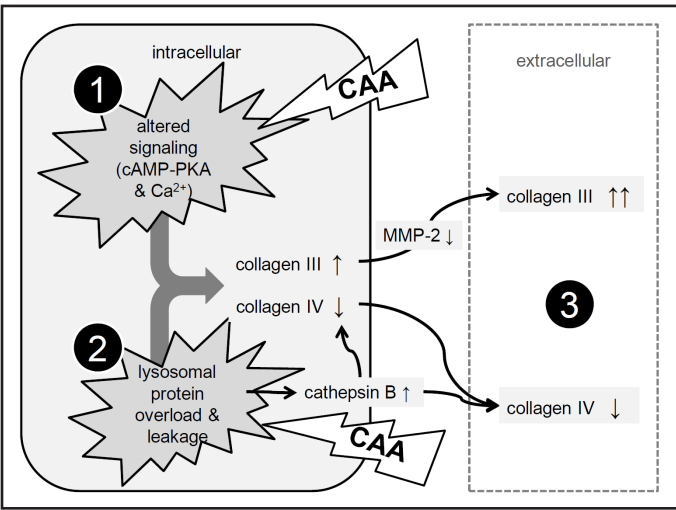 intracellular
extracellular
CAA
1
altered
signaling
(cAMP-PKA
& Ca²⁺)
collagen III ↑↑
MMP-2 ↓
collagen III ↑
collagen IV ↓
3
2
lysosomal
protein
overload &
leakage
cathepsin B ↑
collagen IV ↓
CAA